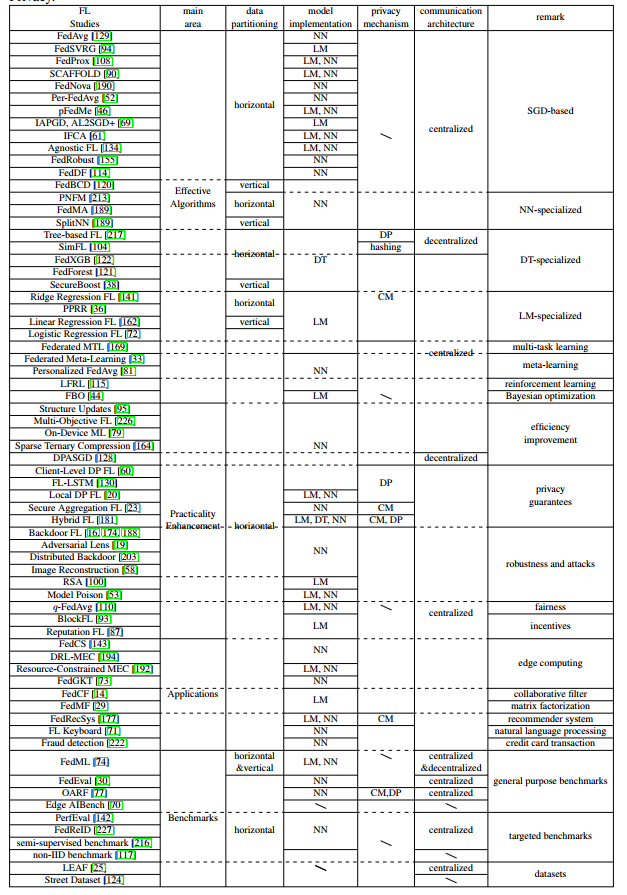 Privacy.
FL Studies main area data partitioning model implementation privacy mechanism communication architecture remark
FedAvg [129] NN
FedSVRG [94] LM
FedProx [108] LM, NN
SCAFFOLD [90] LM, NN
FedNova [190] NN
Per-FedAvg [52] NN
horizontal
pFedMe [46] LM, NN SGD-based
IAPGD, AL2SGD+ [69] LM
centralized
IFCA [61] LM, NN
Agnostic FL [134] LM, NN
FedRobust [155] NN
FedDF [114] NN
FedBCD [120] vertical
Effective Algorithms
PNFM [213] NN
FedMA [189] horizontal NN-specialized
SplitNN [189] vertical
Tree-based FL [217] DP
decentralized
SimFL [104] hashing
horizontal
FedXGB [122] DT DT-specialized
FedForest [121]
SecureBoost [38] vertical
Ridge Regression FL [141] CM
horizontal
PPRR [36]
Linear Regression FL [162] vertical LM LM-specialized
Logistic Regression FL [72]
Federated MTL [169] centralized multi-task learning
Federated Meta-Learning [33]
meta-learning
Personalized FedAvg [81] NN
LFRL [115] reinforcement learning
FBO [44] LM Bayesian optimization
Structure Updates [95]
Multi-Objective FL [226] efficiency improvement
On-Device ML [79]
Sparse Ternary Compression [164] NN
DPASGD [128] decentralized
Client-Level DP FL [60]
FL-LSTM [130] DP
Local DP FL [20] LM, NN privacy guarantees
Secure Aggregation FL [23] Practicality NN CM
Hybrid FL [181] Enhancement horizontal LM, DT, NN CM, DP
Backdoor FL [16, 174, 188]
Adversarial Lens [19]
NN
Distributed Backdoor [203] robustness and attacks
Image Reconstruction [58]
RSA [100] LM
Model Poison [53] LM, NN
q-FedAvg [110] LM, NN fairness
centralized
BlockFL [93]
LM incentives
Reputation FL [87]
FedCS [143]
NN
DRL-MEC [194]
edge computing
Resource-Constrained MEC [192] LM, NN
FedGKT [73] NN
FedCF [14] Applications collaborative filter
LM
FedMF [29] matrix factorization
FedRecSys [177] LM, NN CM recommender system
FL Keyboard [71] NN natural language processing
Fraud detection [222] NN credit card transaction
FedML [74] horizontal &vertical LM, NN centralized &decentralized
general purpose benchmarks
FedEval [30] NN centralized
OARF [77] NN CM,DP centralized
Edge AIBench [70]
PerfEval [142] Benchmarks
FedReID [227] horizontal NN centralized
targeted benchmarks
semi-supervised benchmark [216]
non-IID benchmark [117]
LEAF [25] centralized
datasets
Street Dataset [124]